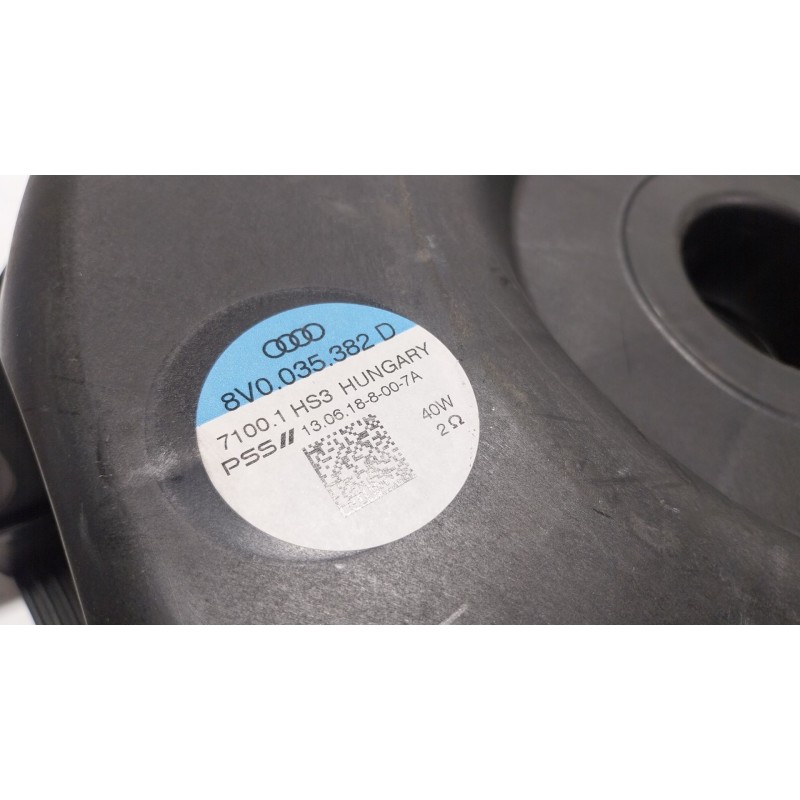 8V0.035.382 D
7100.1 HS3 HUNGARY
PSS// 13.06.18-8-00-7A
40W
2Ω